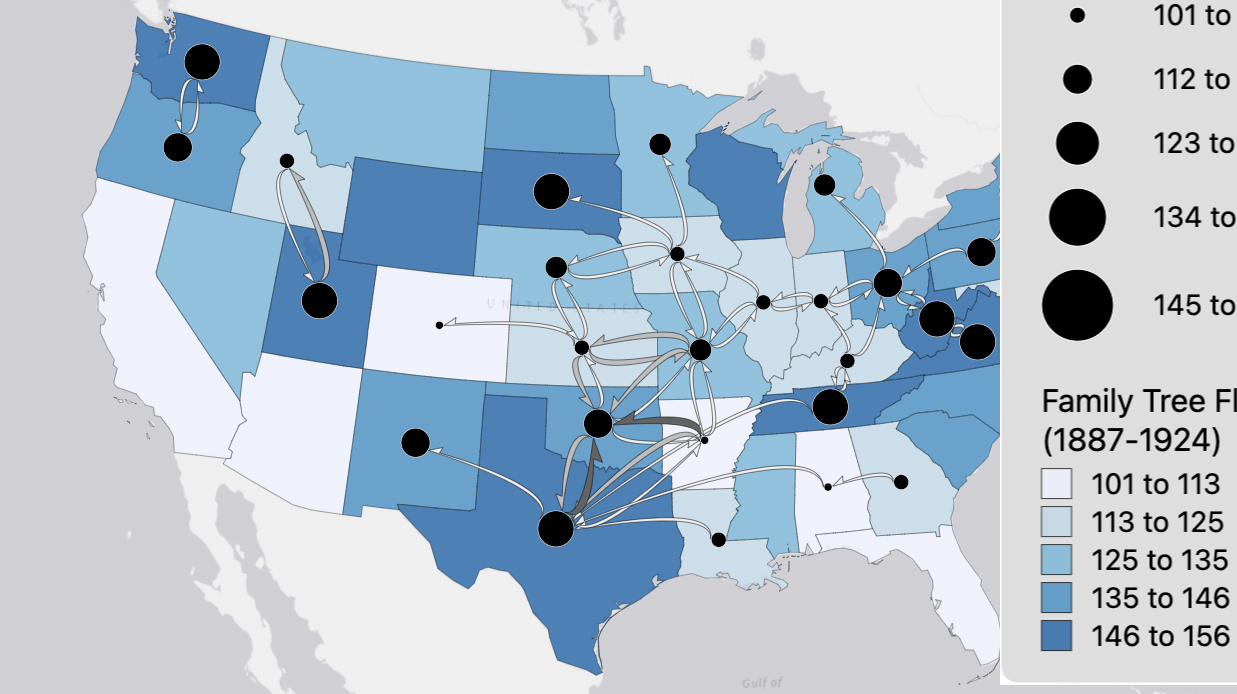 101 to
112 to
123 to
134 to
145 to
UNITED STATES
Family Tree Fl
(1887-1924)
101 to 113
113 to 125
125 to 135
135 to 146
146 to 156
Gulf of